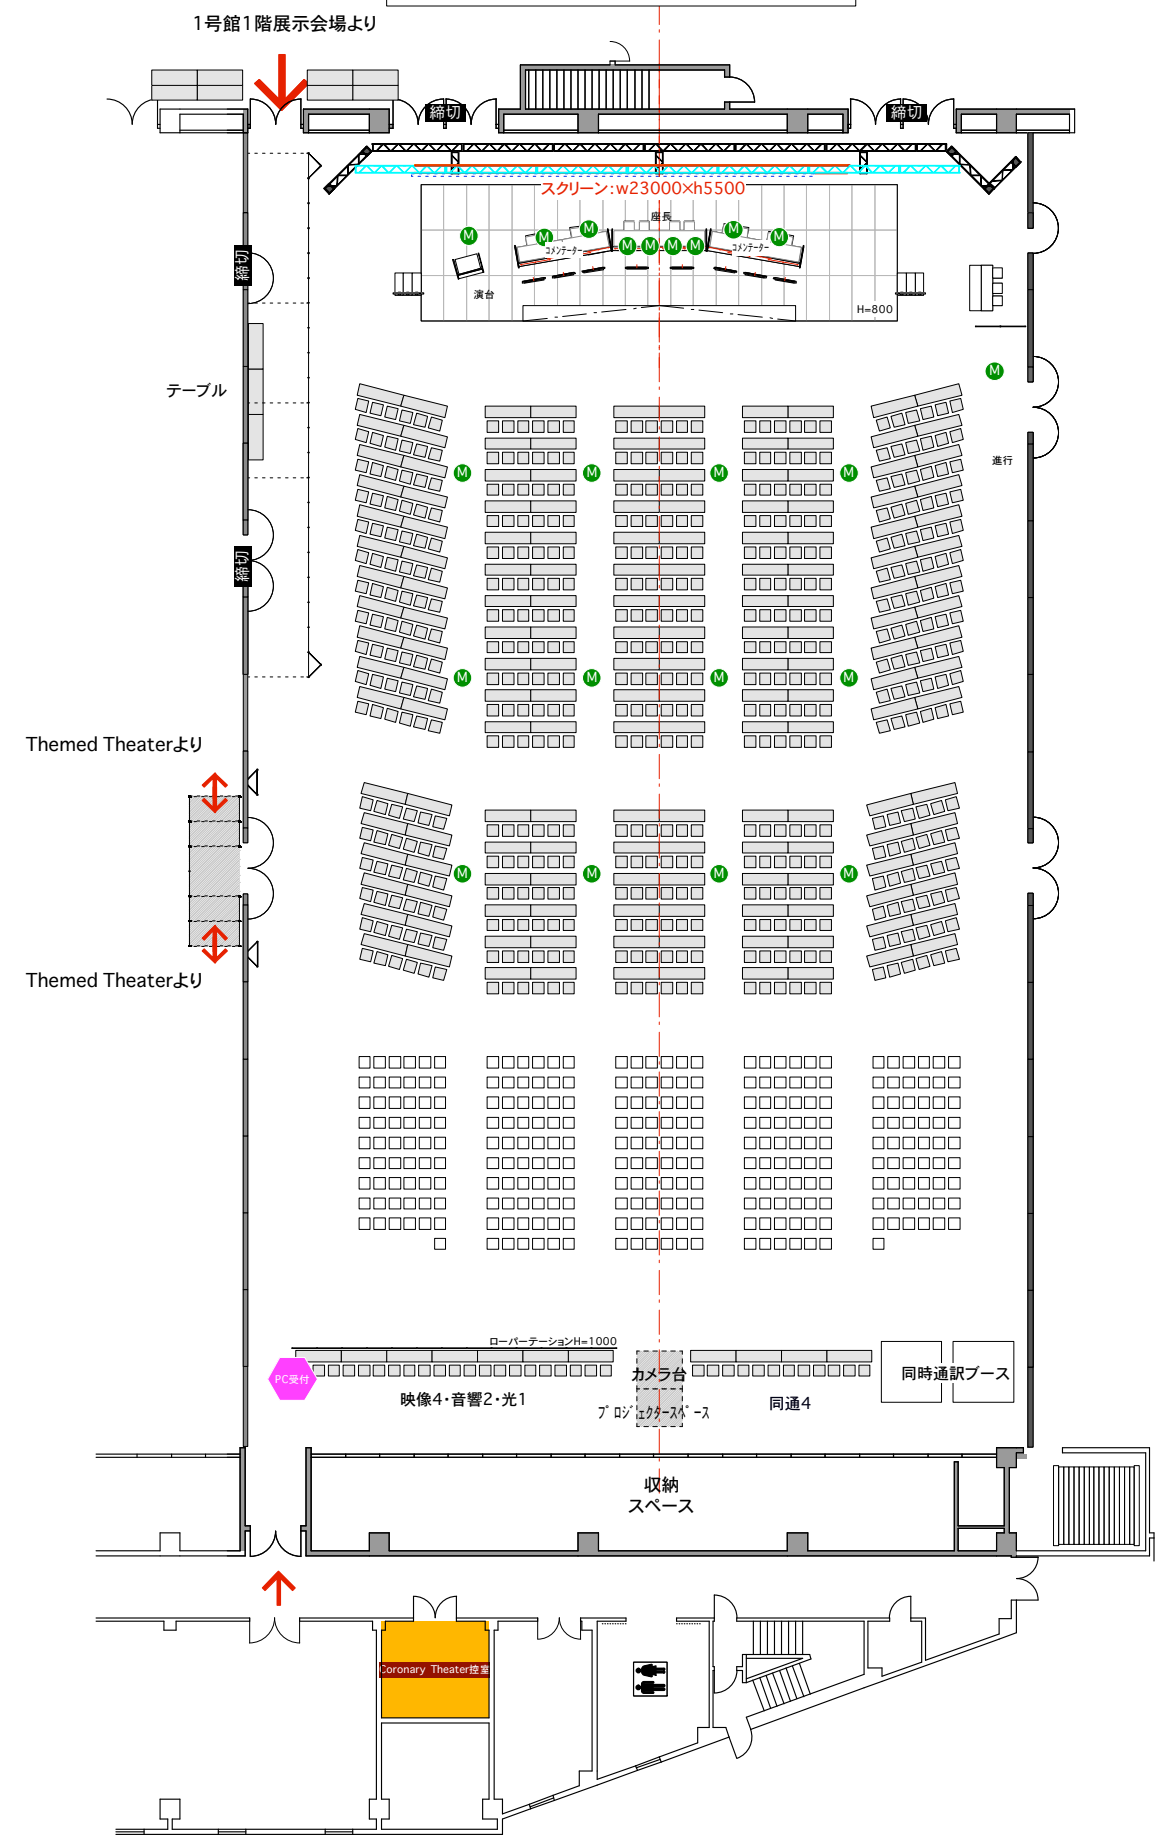 1号館1階展示会場より
締切
締切
スクリーン:w23000×h5500
座長
M
M
M
M
M
M
M
M
M
コメンテーター
コメンテーター
演台
H=800
締切
テーブル
M
進行
M
M
M
M
締切
M
M
M
M
Themed Theaterより
M
M
M
M
Themed Theaterより
ローパーテーションH=1000
PC受付
カメラ台
同時通訳ブース
映像4・音響2・光1
プロジェクタースペース
同通4
収納
スペース
Coronary Theater控室